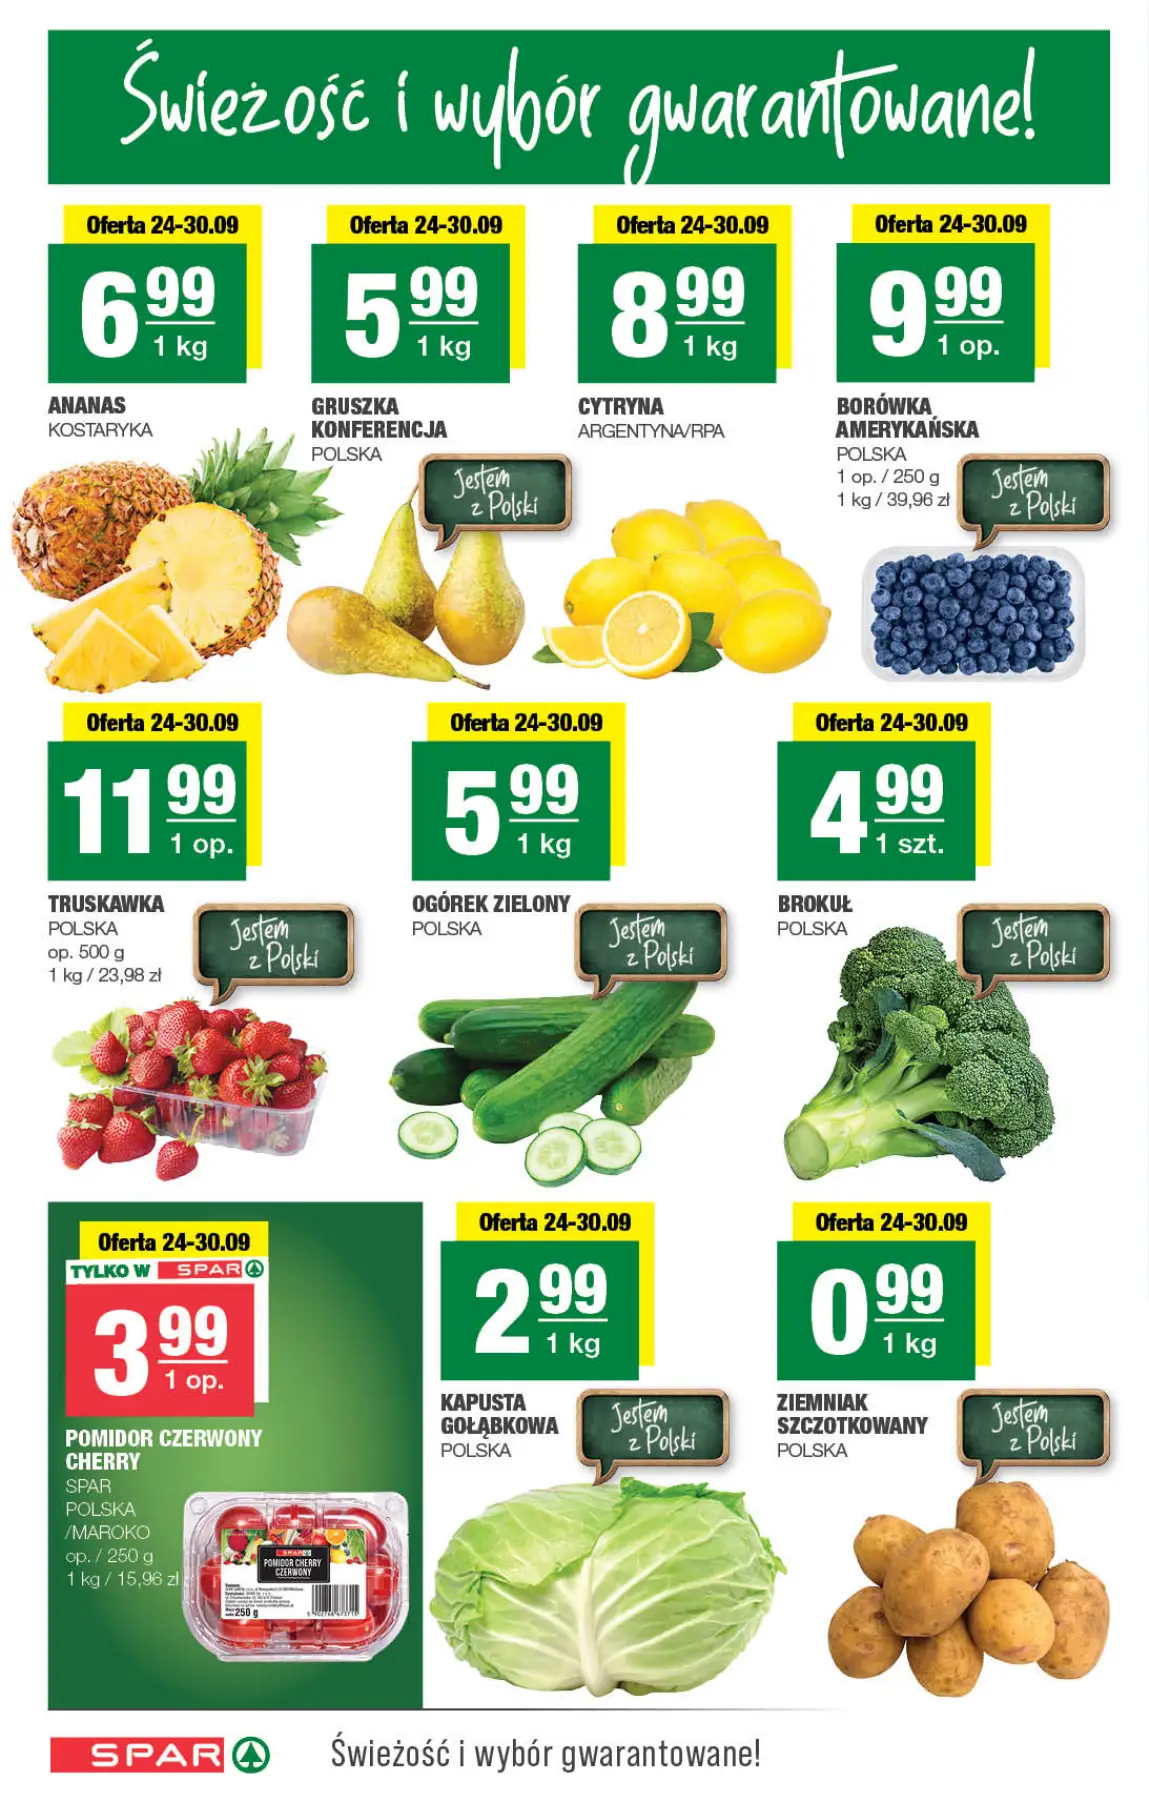 Świeżość i wybór gwarantowane!
Oferta 24-30.09
6 99
1 kg
ANANAS
KOSTARYKA
Oferta 24-30.09
5 99
1 kg
GRUSZKA
KONFERENCJA
POLSKA
Jestem
z Polski
Oferta 24-30.09
8 99
1 kg
CYTRYNA
ARGENTYNA/RPA
Oferta 24-30.09
9 99
1 op.
BORÓWKA
AMERYKAŃSKA
POLSKA
1 op. / 250 g
1 kg / 39,96 zł
Jestem
z Polski
Oferta 24-30.09
11 99
1 op.
TRUSKAWKA
POLSKA
op. 500 g
1 kg / 23,98 zł
Jestem
z Polski
Oferta 24-30.09
5 99
1 kg
OGÓREK ZIELONY
POLSKA
Jestem
z Polski
Oferta 24-30.09
4 99
1 szt.
BROKUŁ
POLSKA
Jestem
z Polski
Oferta 24-30.09
TYLKO W SPAR
3 99
1 op.
POMIDOR CZERWONY
CHERRY
SPAR
POLSKA
/MAROKO
op. / 250 g
1 kg / 15,96 zł
SPAR
POMIDOR CHERRY
CZERWONY
250 g
Oferta 24-30.09
2 99
1 kg
KAPUSTA
GOŁĄBKOWA
POLSKA
Jestem
z Polski
Oferta 24-30.09
0 99
1 kg
ZIEMNIAK
SZCZOTKOWANY
POLSKA
Jestem
z Polski
SPAR
Świeżość i wybór gwarantowane!